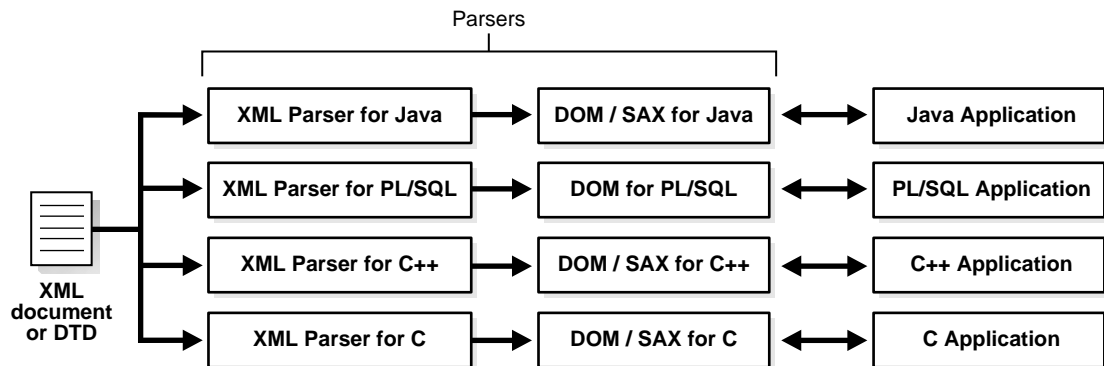 Parsers
XML Parser for Java
DOM / SAX for Java
Java Application
XML Parser for PL/SQL
DOM for PL/SQL
PL/SQL Application
XML Parser for C++
DOM / SAX for C++
C++ Application
XML Parser for C
DOM / SAX for C
C Application
XML
document
or DTD